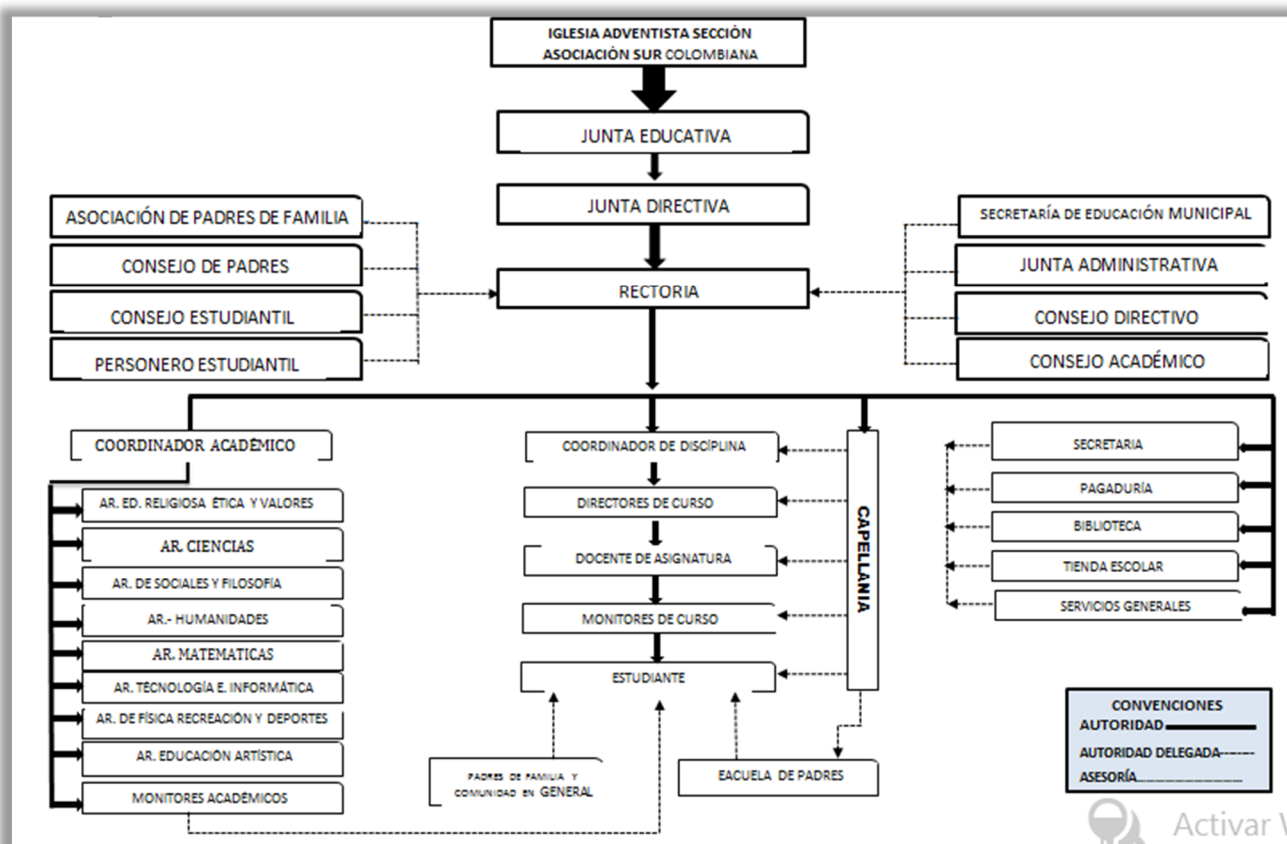 IGLESIA ADVENTISTA SECCIÓN
ASOCIACIÓN SUR COLOMBIANA
JUNTA EDUCATIVA
JUNTA DIRECTIVA
RECTORIA
ASOCIACIÓN DE PADRES DE FAMILIA
CONSEJO DE PADRES
CONSEJO ESTUDIANTIL
PERSONERO ESTUDIANTIL
SECRETARÍA DE EDUCACIÓN MUNICIPAL
JUNTA ADMINISTRATIVA
CONSEJO DIRECTIVO
CONSEJO ACADÉMICO
COORDINADOR ACADÉMICO
AR. ED. RELIGIOSA ÉTICA Y VALORES
AR. CIENCIAS
AR. DE SOCIALES Y FILOSOFÍA
AR.- HUMANIDADES
AR. MATEMATICAS
AR. TÉCNOLOGÍA E. INFORMÁTICA
AR. DE FÍSICA RECREACIÓN Y DEPORTES
AR. EDUCACIÓN ARTÍSTICA
MONITORES ACADÉMICOS
COORDINADOR DE DISCÍPLINA
DIRECTORES DE CURSO
DOCENTE DE ASIGNATURA
MONITORES DE CURSO
ESTUDIANTE
PADRES DE FAMILIA Y
COMUNIDAD EN GENERAL
EACUELA DE PADRES
CAPELLANIA
SECRETARIA
PAGADURÍA
BIBLIOTECA
TIENDA ESCOLAR
SERVICIOS GENERALES
CONVENCIONES
AUTORIDAD
AUTORIDAD DELEGADA
ASESORÍA
Activar